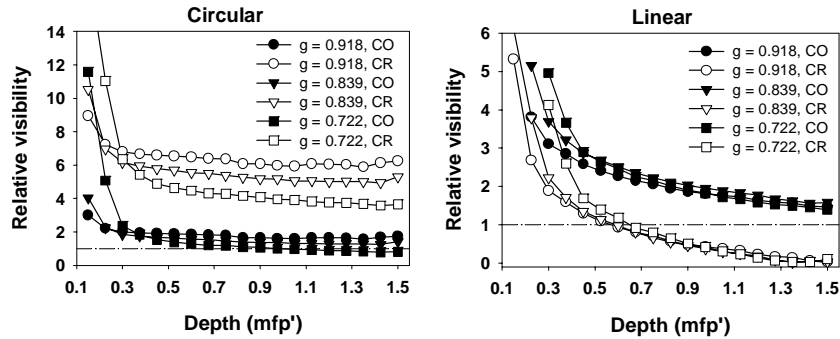 Circular
Relative visibility
14
12
10
8
6
4
2
0
g = 0.918, CO
g = 0.918, CR
g = 0.839, CO
g = 0.839, CR
g = 0.722, CO
g = 0.722, CR
0.1 0.3 0.5 0.7 0.9 1.1 1.3 1.5
Depth (mfp')
Linear
Relative visibility
6
5
4
3
2
1
0
g = 0.918, CO
g = 0.918, CR
g = 0.839, CO
g = 0.839, CR
g = 0.722, CO
g = 0.722, CR
0.1 0.3 0.5 0.7 0.9 1.1 1.3 1.5
Depth (mfp')